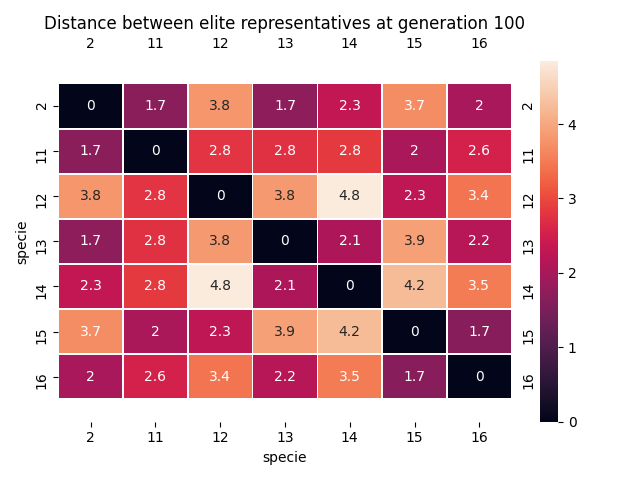 Distance between elite representatives at generation 100
2 11 12 13 14 15 16
2 0 1.7 3.8 1.7 2.3 3.7 2 2
11 1.7 0 2.8 2.8 2.8 2 2.6 11
12 3.8 2.8 0 3.8 4.8 2.3 3.4 12
13 1.7 2.8 3.8 0 2.1 3.9 2.2 13
14 2.3 2.8 4.8 2.1 0 4.2 3.5 14
15 3.7 2 2.3 3.9 4.2 0 1.7 15
16 2 2.6 3.4 2.2 3.5 1.7 0 16
specie
2 11 12 13 14 15 16
specie
4
3
2
1
0